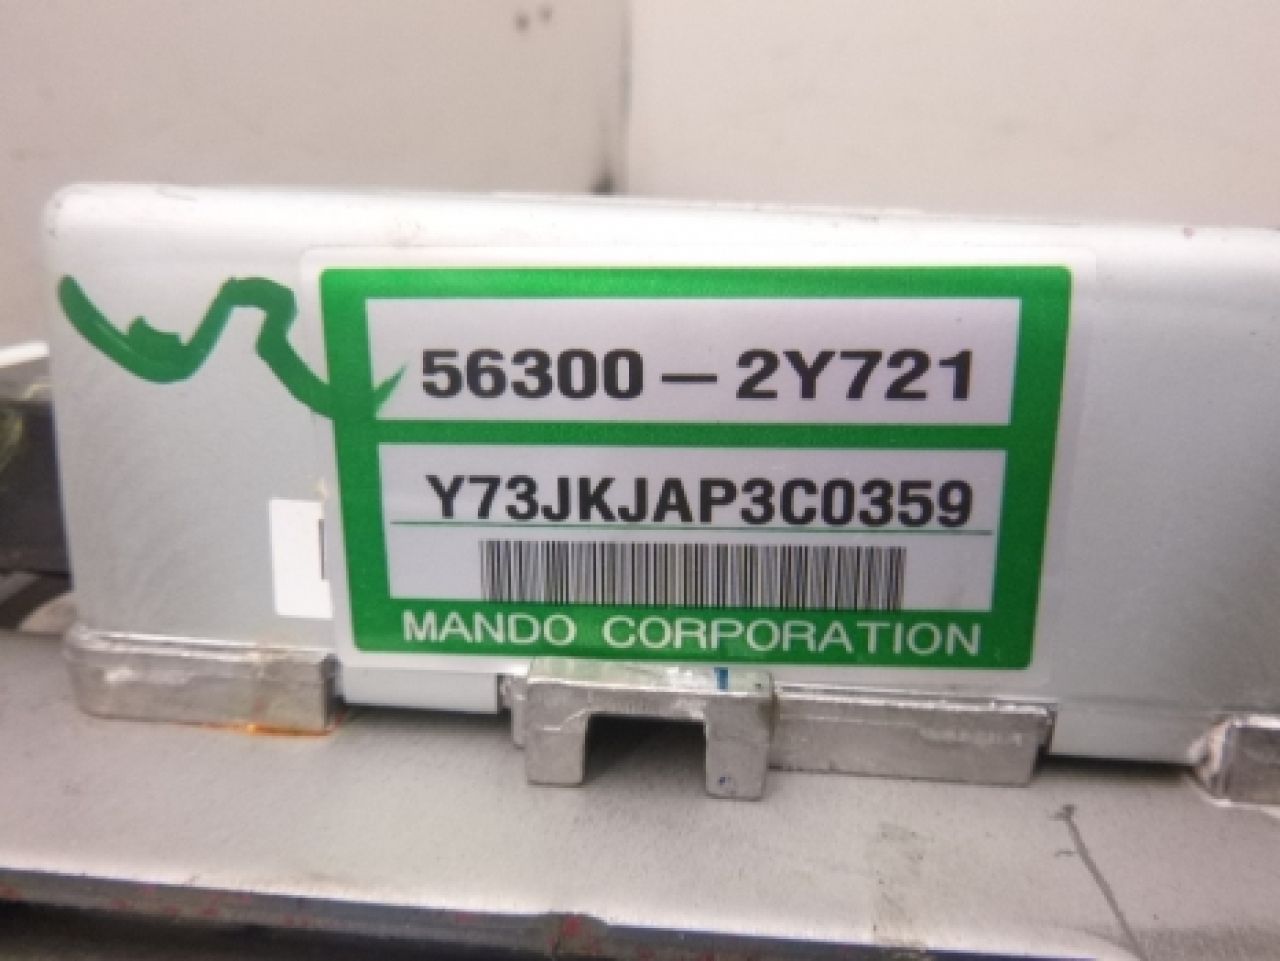 56300 – 2Y721
Y73JKJAP3C0359
MANDO CORPORATION